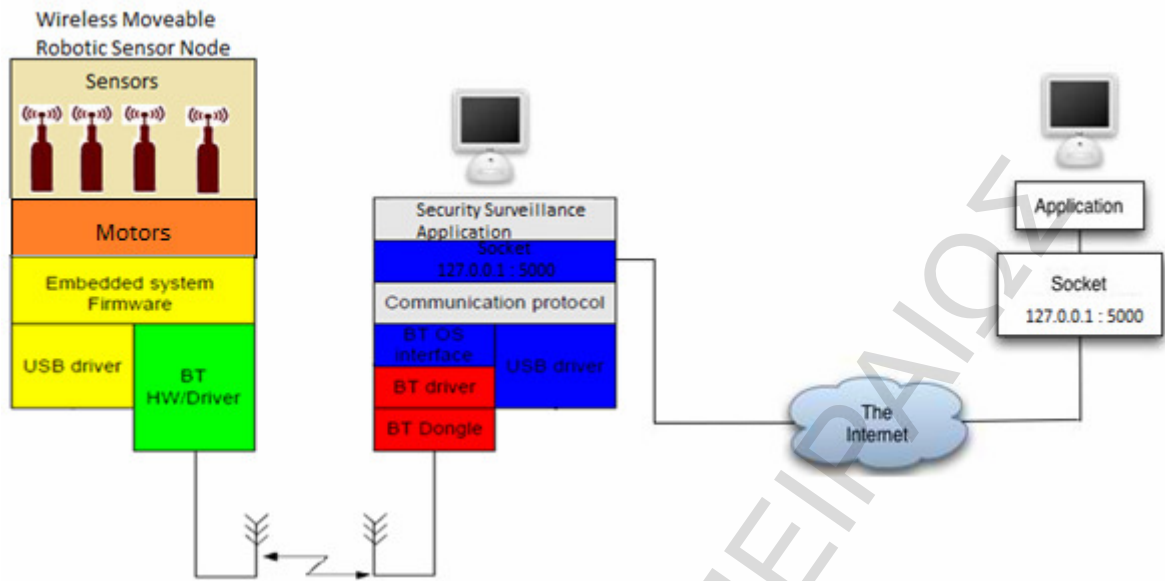 Wireless Moveable
Robotic Sensor Node
Sensors
Motors
Embedded system
Firmware
USB driver
BT
HW/Driver
Security Surveillance
Application
Socket
127.0.0.1 : 5000
Communication protocol
BT OS
interface
USB driver
BT driver
BT Dongle
The
Internet
Application
Socket
127.0.0.1 : 5000
ΠΕΙΡΑΙΩΣ